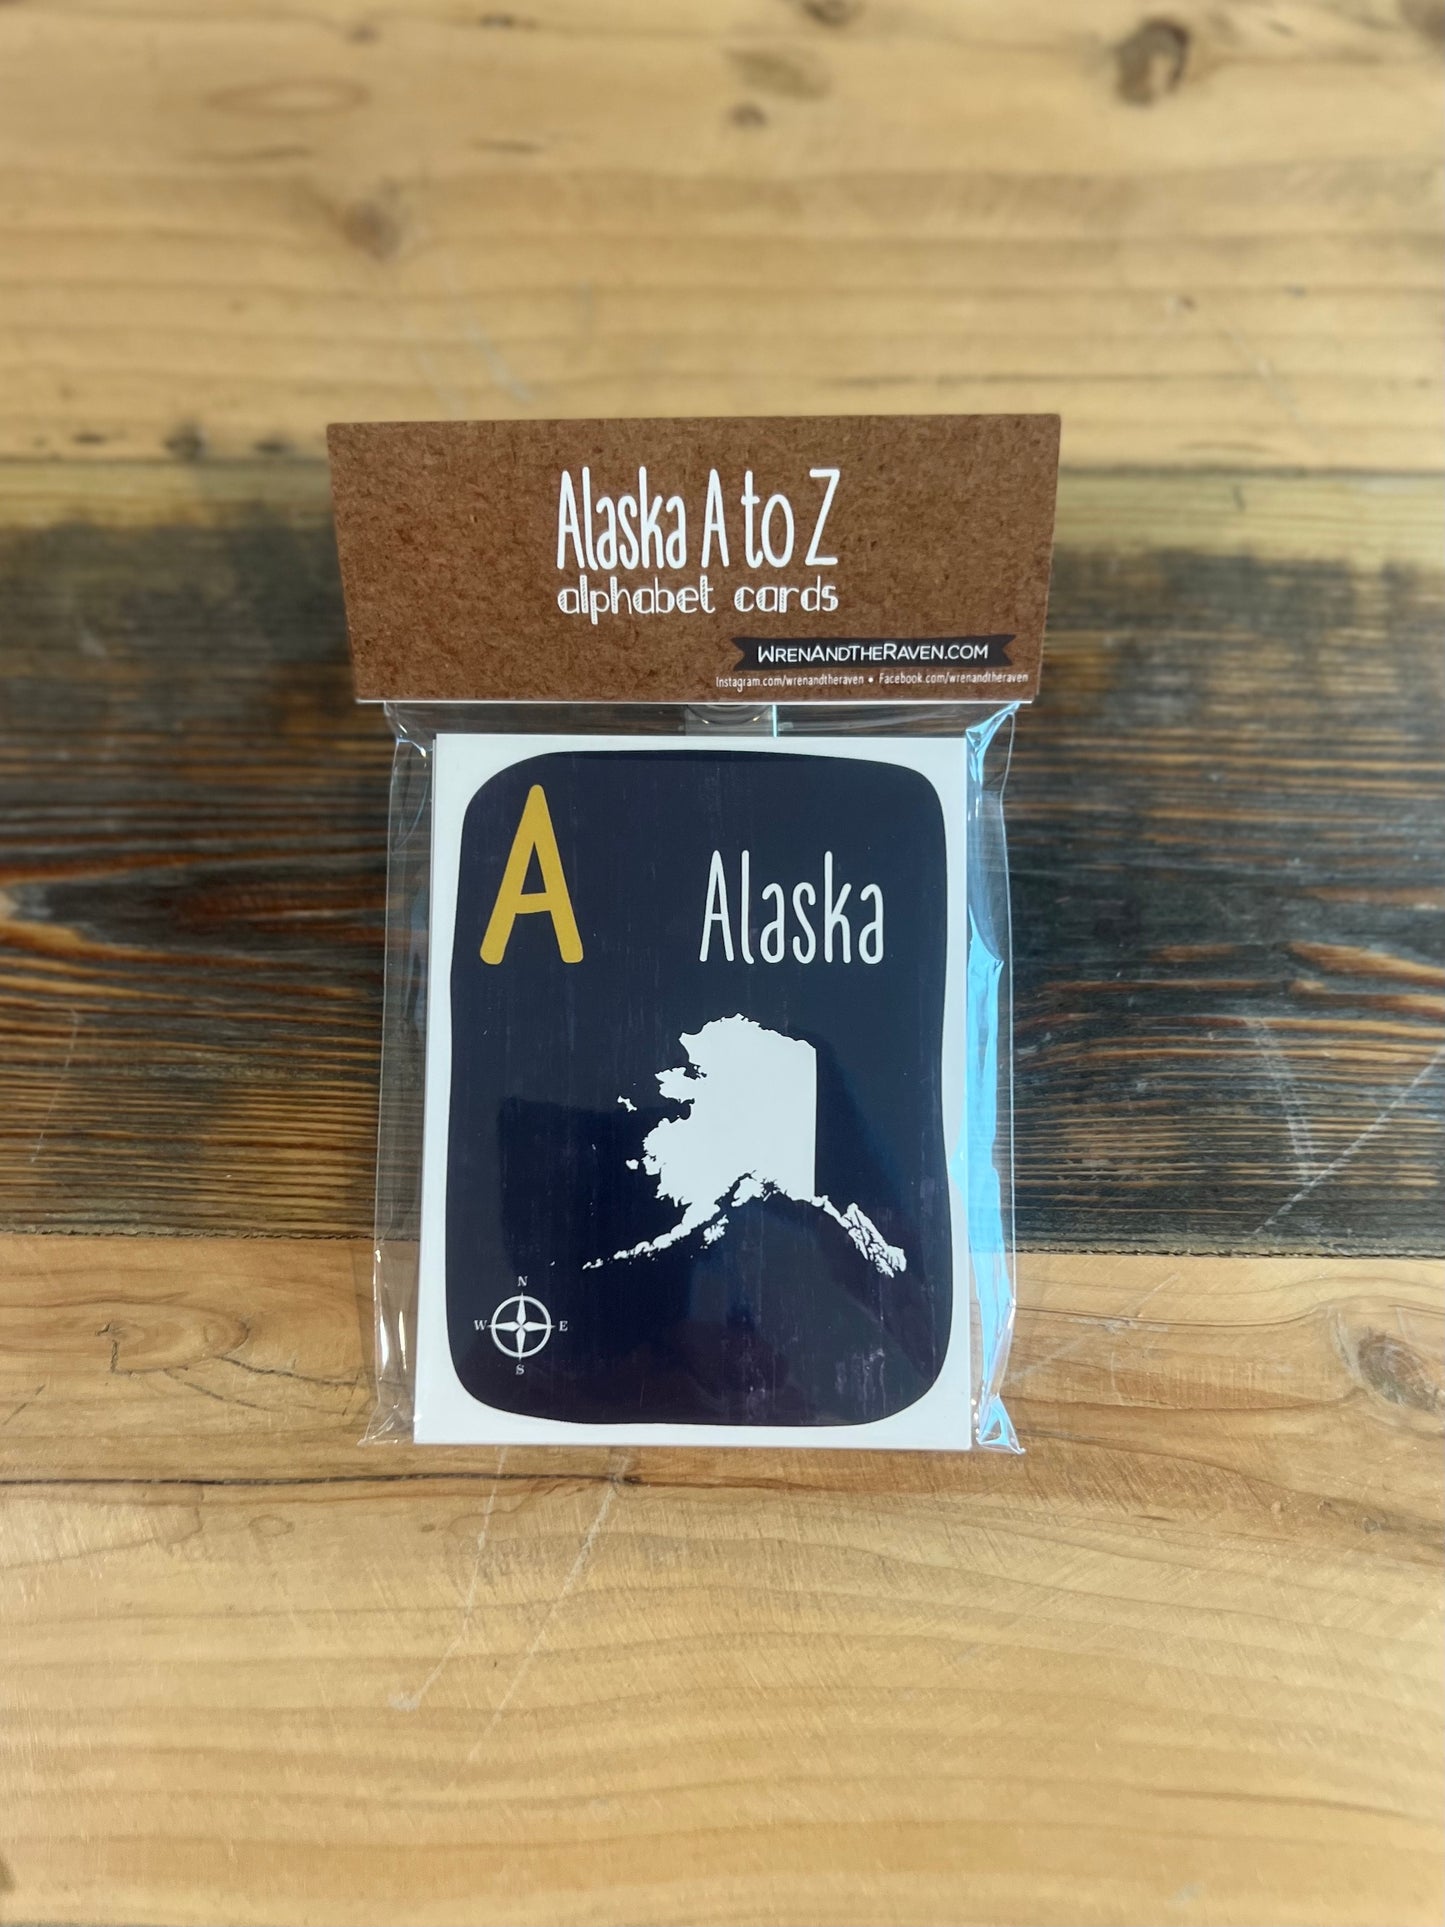 Alaska A to Z
alphabet cards
WRENANDTHERAVEN.COM
Instagram.com/wrenandtheraven • Facebook.com/wrenandtheraven
A
Alaska
N
W E
S